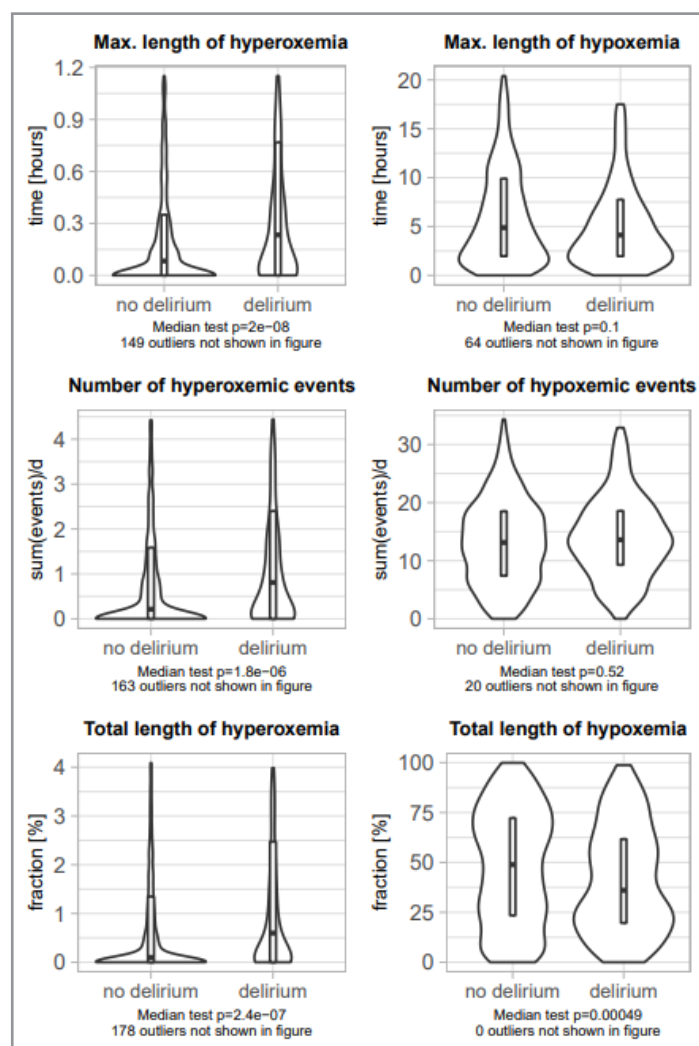 Max. length of hyperoxemia
time [hours]
1.2
0.9
0.6
0.3
0.0
no delirium delirium
Median test p=2e−08
149 outliers not shown in figure
Max. length of hypoxemia
time [hours]
20
15
10
5
0
no delirium delirium
Median test p=0.1
64 outliers not shown in figure
Number of hyperoxemic events
sum(events)/d
4
3
2
1
0
no delirium delirium
Median test p=1.8e−06
163 outliers not shown in figure
Number of hypoxemic events
sum(events)/d
30
20
10
0
no delirium delirium
Median test p=0.52
20 outliers not shown in figure
Total length of hyperoxemia
fraction [%]
4
3
2
1
0
no delirium delirium
Median test p=2.4e−07
178 outliers not shown in figure
Total length of hypoxemia
fraction [%]
100
75
50
25
0
no delirium delirium
Median test p=0.00049
0 outliers not shown in figure